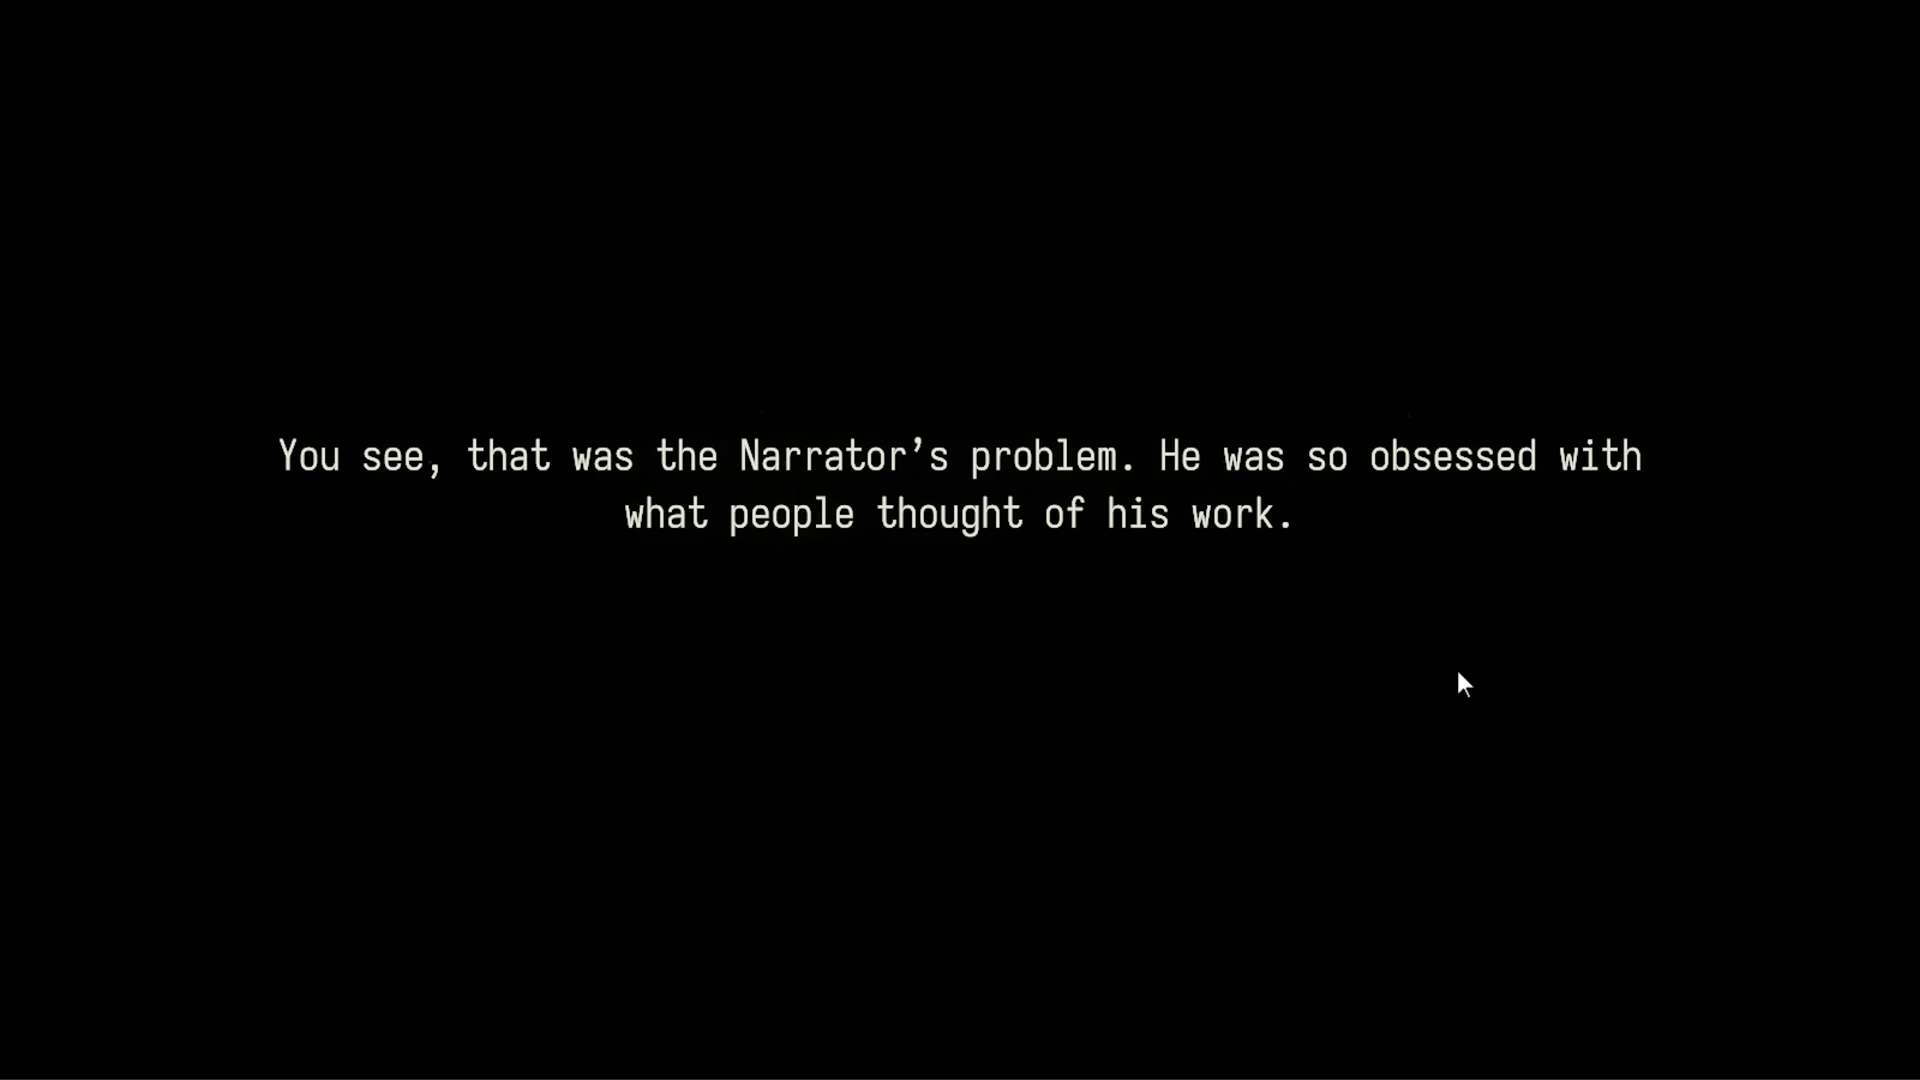 You see, that was the Narrator’s problem. He was so obsessed with
what people thought of his work.